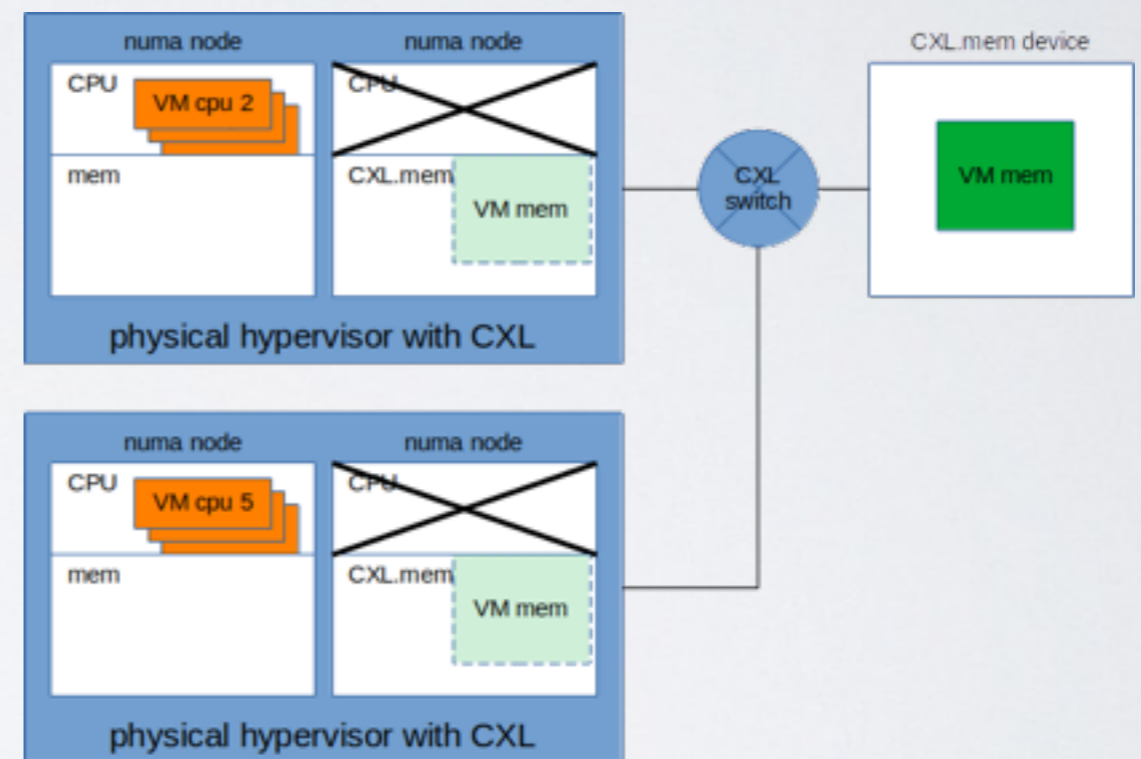 numa node
numa node
CPU
VM cpu 2
CPU
mem
CXL.mem
VM mem
physical hypervisor with CXL
CXL
switch
CXL.mem device
VM mem
numa node
numa node
CPU
VM cpu 5
CPU
mem
CXL.mem
VM mem
physical hypervisor with CXL